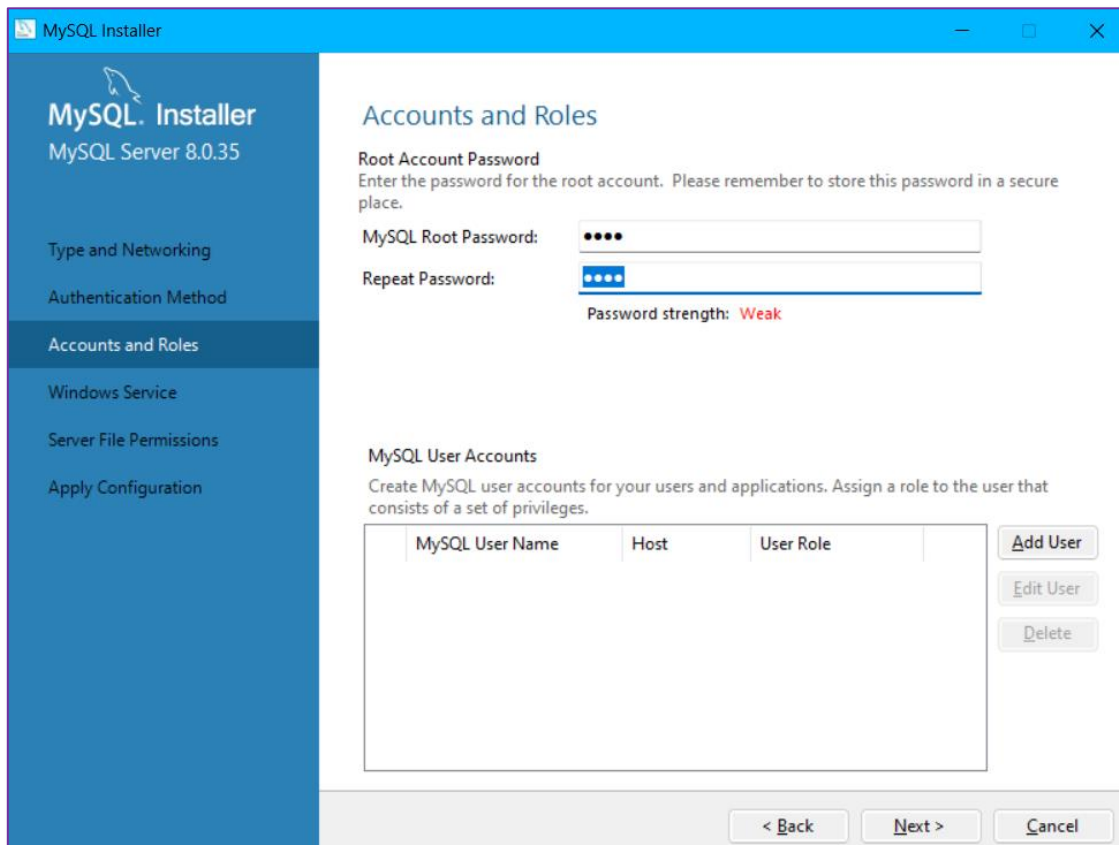 MySQL Installer
MySQL. Installer
MySQL Server 8.0.35
Type and Networking
Authentication Method
Accounts and Roles
Windows Service
Server File Permissions
Apply Configuration
Accounts and Roles
Root Account Password
Enter the password for the root account.  Please remember to store this password in a secure
place.
MySQL Root Password: ●●●●
Repeat Password: ●●●●
Password strength: Weak
MySQL User Accounts
Create MySQL user accounts for your users and applications. Assign a role to the user that
consists of a set of privileges.
MySQL User Name Host User Role
Add User
Edit User
Delete
< Back Next > Cancel